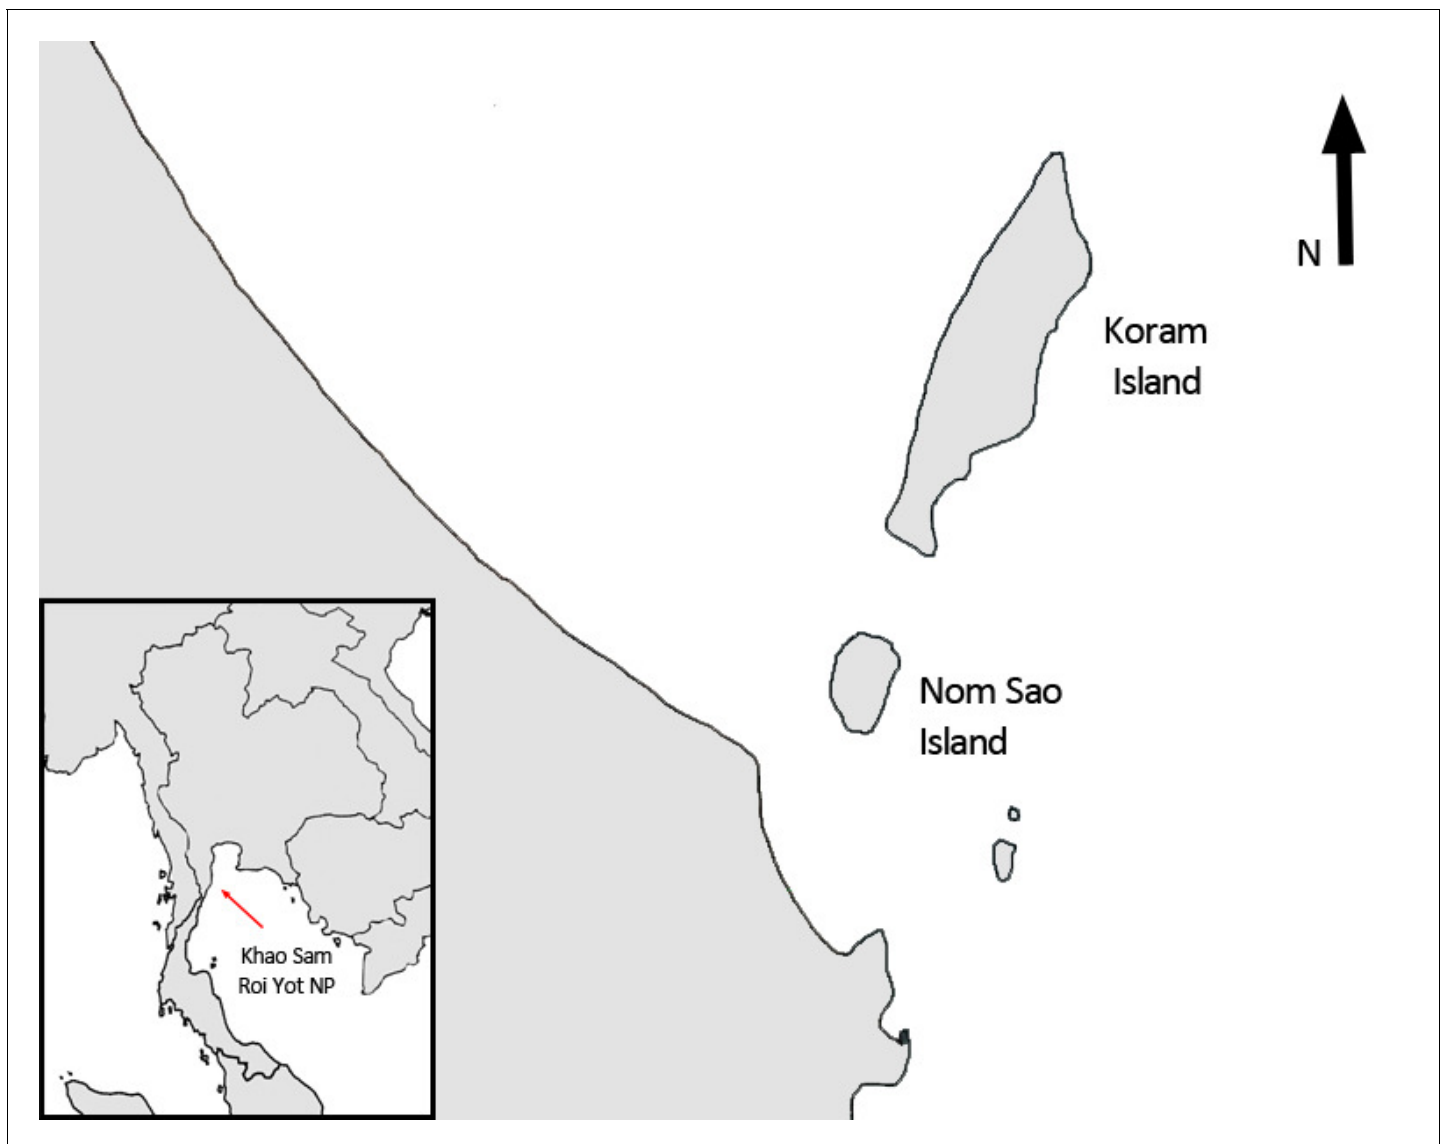 N
Koram
Island
Nom Sao
Island
Khao Sam
Roi Yot NP